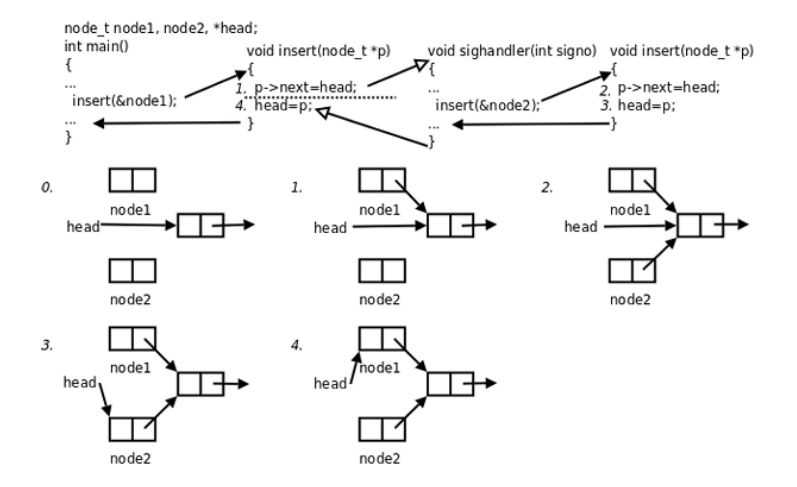 node_t node1, node2, *head;
int main()
{
...
insert(&node1);
...
}
void insert(node_t *p)
{
1. p->next=head;
4. head=p;
}
void sighandler(int signo)
{
...
insert(&node2);
...
}
void insert(node_t *p)
{
2. p->next=head;
3. head=p;
}
0.
node1
head
node2
1.
node1
head
node2
2.
node1
head
node2
3.
node1
head
node2
4.
node1
head
node2